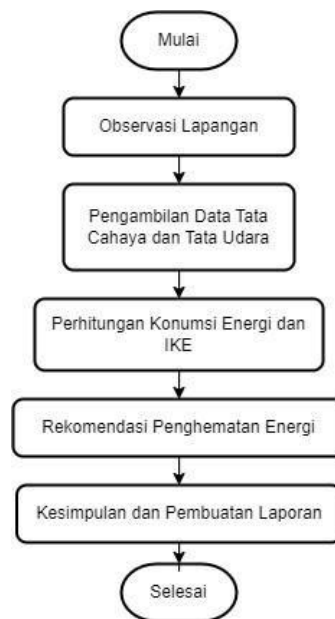 Mulai
Observasi Lapangan
Pengambilan Data Tata
Cahaya dan Tata Udara
Perhitungan Konumsi Energi dan
IKE
Rekomendasi Penghematan Energi
Kesimpulan dan Pembuatan Laporan
Selesai